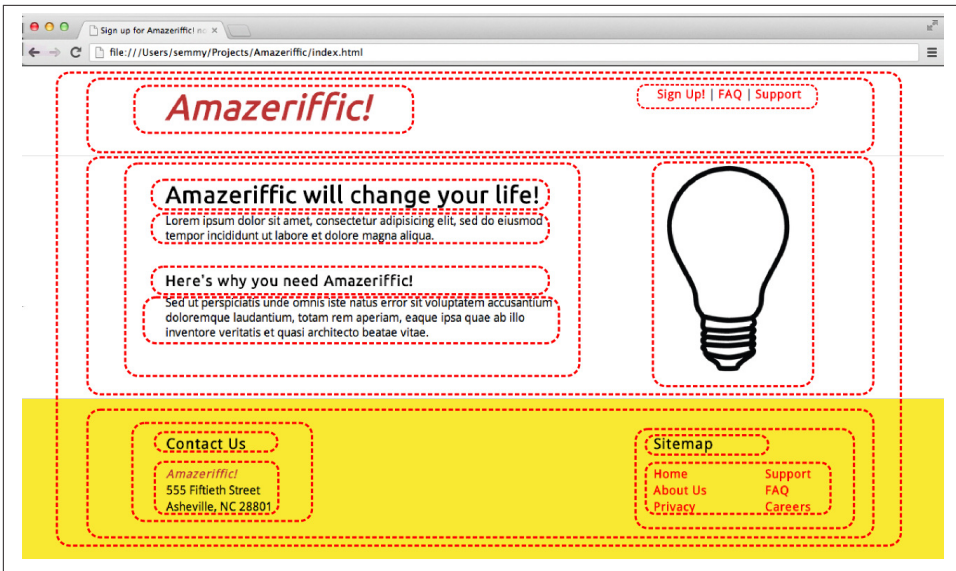 Sign up for Amazeriffic! no
file:///Users/semmy/Projects/Amazeriffic/index.html
Amazeriffic!
Sign Up! | FAQ | Support
Amazeriffic will change your life!
Lorem ipsum dolor sit amet, consectetur adipisicing elit, sed do eiusmod
tempor incididunt ut labore et dolore magna aliqua.
Here's why you need Amazeriffic!
Sed ut perspiciatis unde omnis iste natus error sit voluptatem accusantium
doloremque laudantium, totam rem aperiam, eaque ipsa quae ab illo
inventore veritatis et quasi architecto beatae vitae.
Contact Us
Amazeriffic!
555 Fiftieth Street
Asheville, NC 28801
Sitemap
Home Support
About Us FAQ
Privacy Careers